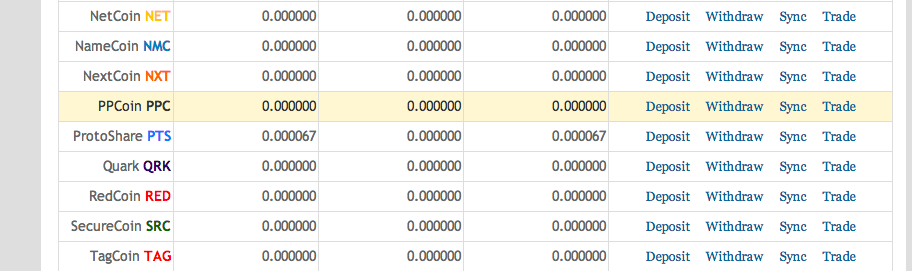 NetCoin NET 0.000000 0.000000 0.000000 Deposit Withdraw Sync Trade
NameCoin NMC 0.000000 0.000000 0.000000 Deposit Withdraw Sync Trade
NextCoin NXT 0.000000 0.000000 0.000000 Deposit Withdraw Sync Trade
PPCoin PPC 0.000000 0.000000 0.000000 Deposit Withdraw Sync Trade
ProtoShare PTS 0.000067 0.000000 0.000067 Deposit Withdraw Sync Trade
Quark QRK 0.000000 0.000000 0.000000 Deposit Withdraw Sync Trade
RedCoin RED 0.000000 0.000000 0.000000 Deposit Withdraw Sync Trade
SecureCoin SRC 0.000000 0.000000 0.000000 Deposit Withdraw Sync Trade
TagCoin TAG 0.000000 0.000000 0.000000 Deposit Withdraw Sync Trade